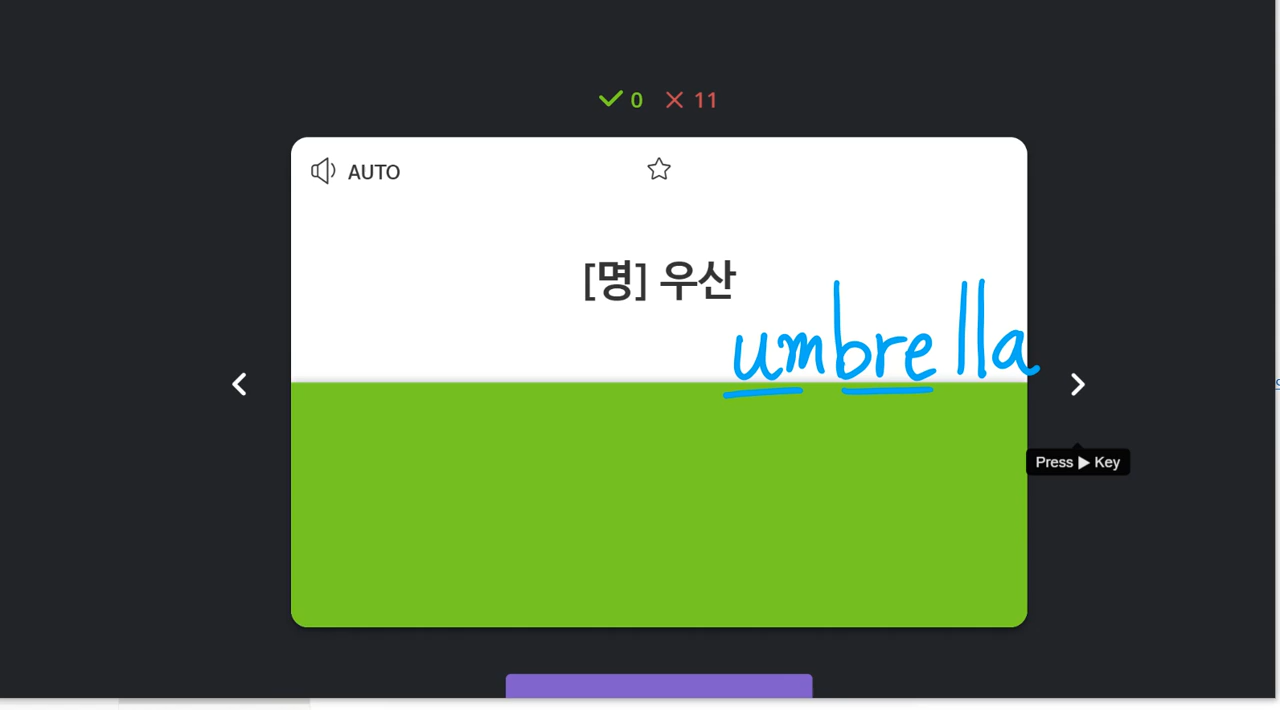 0 11
AUTO
[명] 우산
umbrella
Press ▶ Key